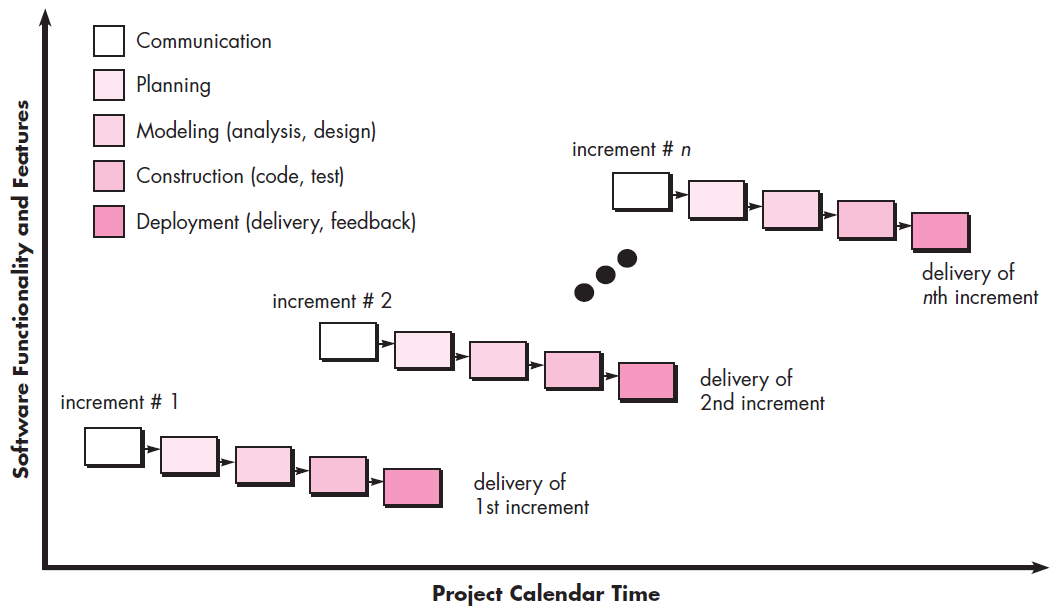 Communication
Planning
Modeling (analysis, design)
Construction (code, test)
Deployment (delivery, feedback)
Software Functionality and Features
increment # n
delivery of
nth increment
increment # 2
delivery of
2nd increment
increment # 1
delivery of
1st increment
Project Calendar Time